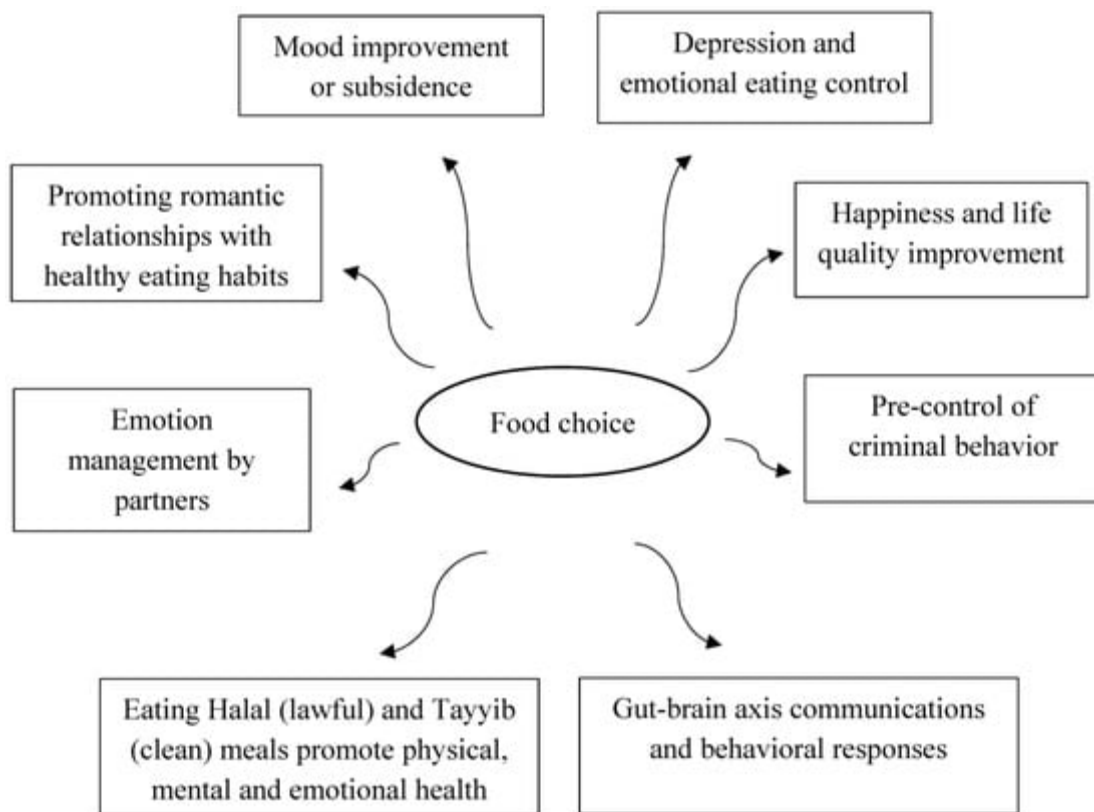 Mood improvement
or subsidence
Depression and
emotional eating control
Promoting romantic
relationships with
healthy eating habits
Happiness and life
quality improvement
Food choice
Emotion
management by
partners
Pre-control of
criminal behavior
Eating Halal (lawful) and Tayyib
(clean) meals promote physical,
mental and emotional health
Gut-brain axis communications
and behavioral responses